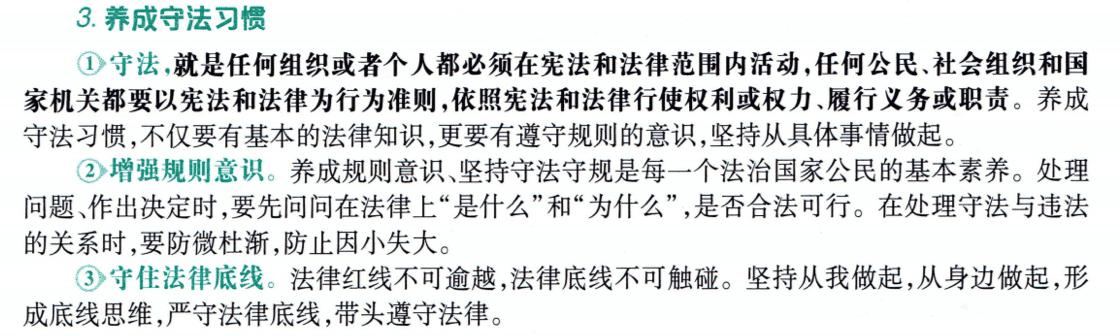 3. 养成守法习惯
①守法,就是任何组织或者个人都必须在宪法和法律范围内活动,任何公民、社会组织和国
家机关都要以宪法和法律为行为准则,依照宪法和法律行使权利或权力、履行义务或职责。养成
守法习惯,不仅要有基本的法律知识,更要有遵守规则的意识,坚持从具体事情做起。
②增强规则意识。养成规则意识、坚持守法守规是每一个法治国家公民的基本素养。处理
问题、作出决定时,要先问问在法律上“是什么”和“为什么”,是否合法可行。在处理守法与违法
的关系时,要防微杜渐,防止因小失大。
③守住法律底线。法律红线不可逾越,法律底线不可触碰。坚持从我做起,从身边做起,形
成底线思维,严守法律底线,带头遵守法律。